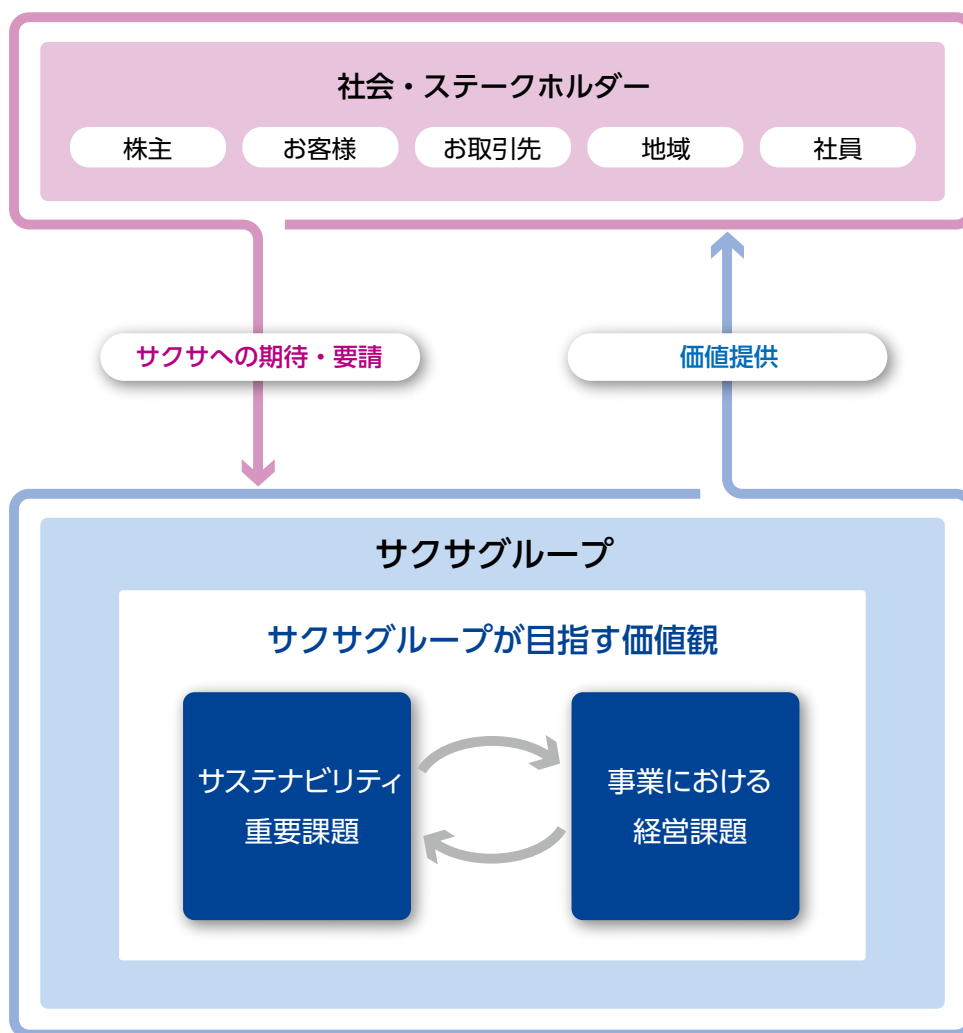 社会・ステークホルダー
株主
お客様
お取引先
地域
社員
サクサへの期待・要請
価値提供
サクサグループ
サクサグループが目指す価値観
サステナビリティ
重要課題
事業における
経営課題